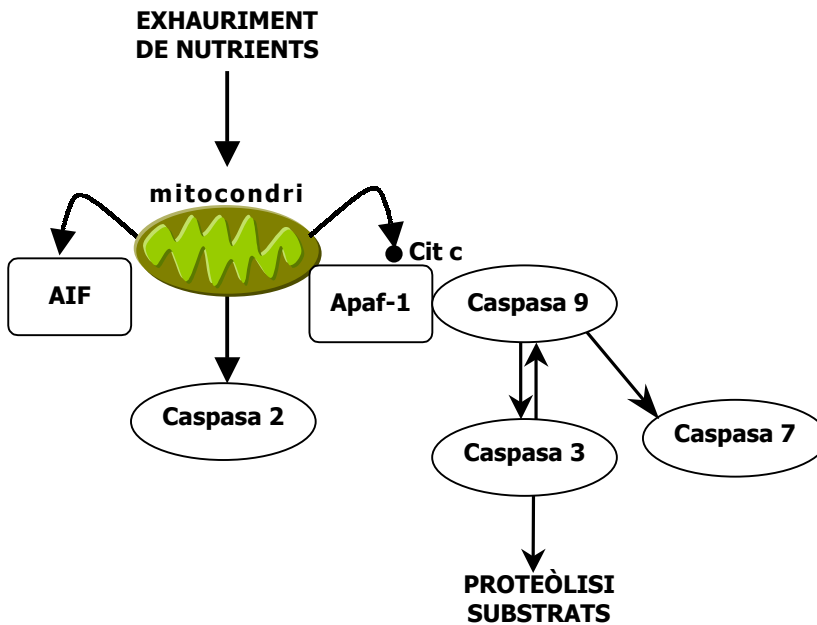 EXHAURIMENT
DE NUTRIENTS
mitocondri
Cit c
AIF
Apaf-1
Caspasa 9
Caspasa 2
Caspasa 3
Caspasa 7
PROTEÒLISI
SUBSTRATS